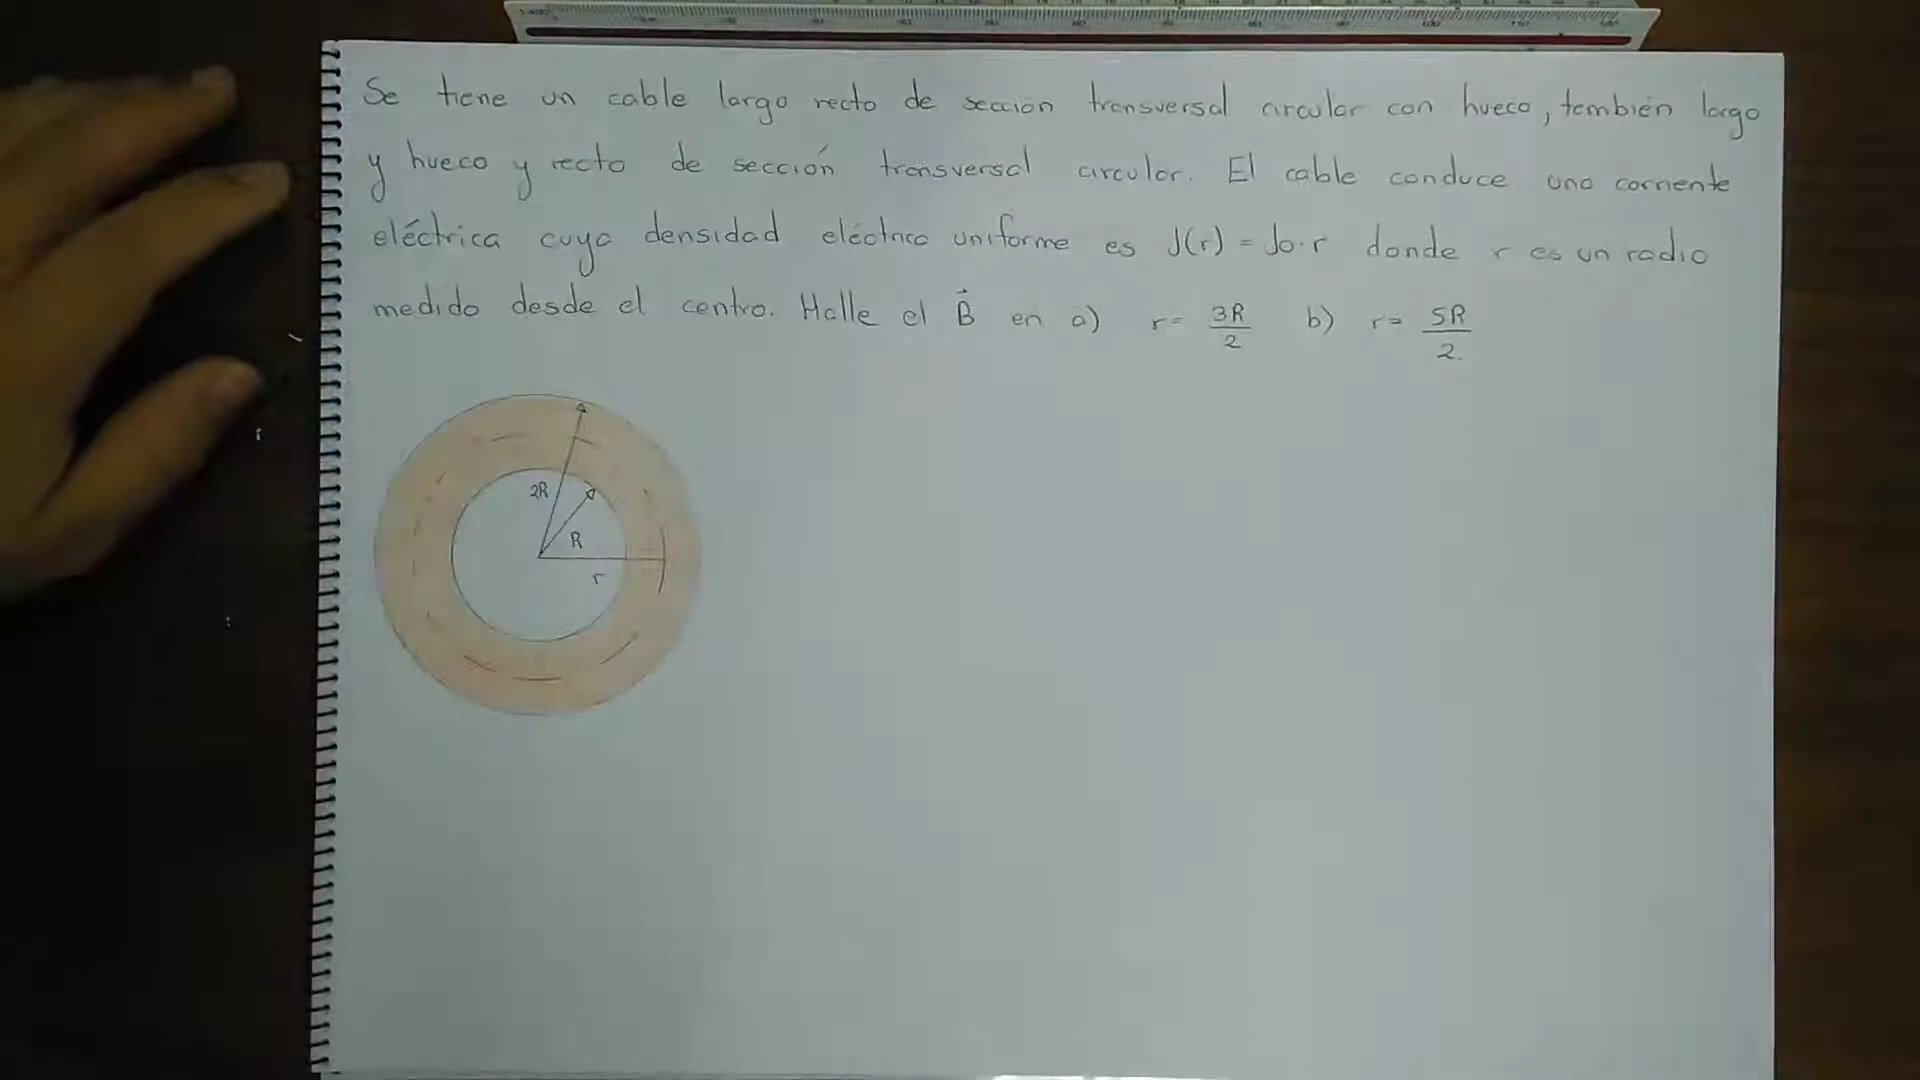 Se tiene un cable largo recto de sección transversal circular con hueco, también largo
y hueco y recto de sección transversal circular. El cable conduce una corriente
eléctrica cuya densidad eléctrica uniforme es J(r) = Jo·r donde r es un radio
medido desde el centro. Halle el B⃗ en a) r= 3R/2 b) r= 5R/2.
2R
R
r